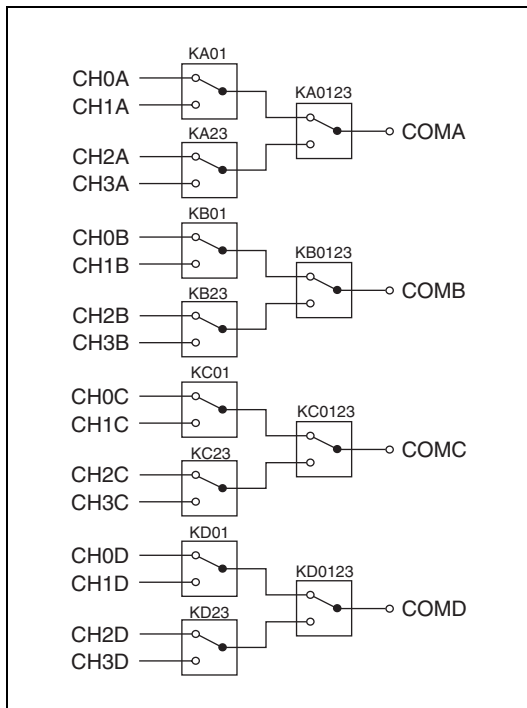 KA01
CH0A
CH1A
KA0123
COMA
KA23
CH2A
CH3A
KB01
CH0B
CH1B
KB0123
COMB
KB23
CH2B
CH3B
KC01
CH0C
CH1C
KC0123
COMC
KC23
CH2C
CH3C
KD01
CH0D
CH1D
KD0123
COMD
KD23
CH2D
CH3D